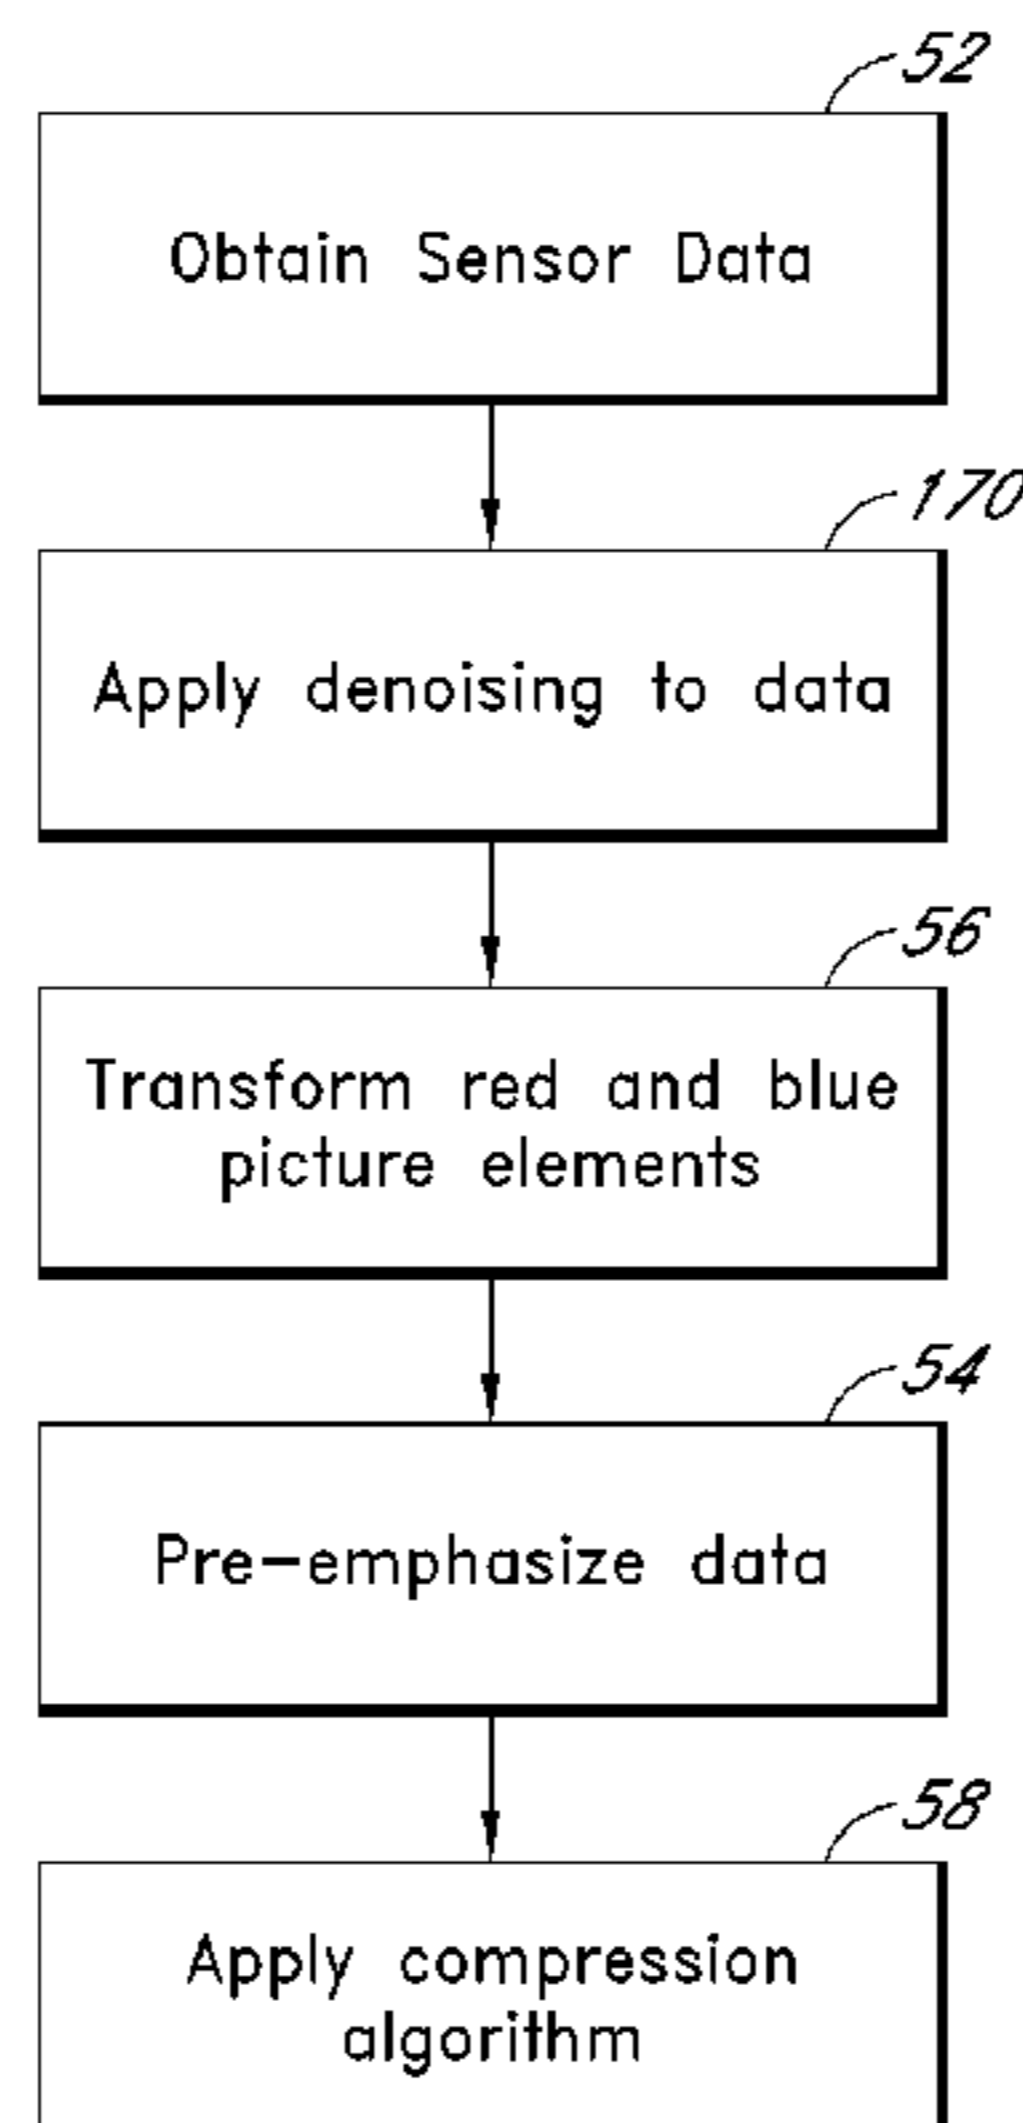 52
Obtain Sensor Data
170
Apply denoising to data
56
Transform red and blue
picture elements
54
Pre-emphasize data
58
Apply compression
algorithm